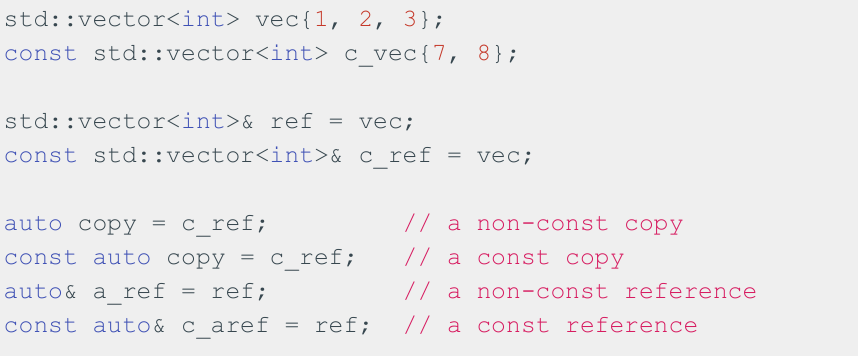 std::vector<int> vec{1, 2, 3};
const std::vector<int> c_vec{7, 8};
std::vector<int>& ref = vec;
const std::vector<int>& c_ref = vec;
auto copy = c_ref; // a non-const copy
const auto copy = c_ref; // a const copy
auto& a_ref = ref; // a non-const reference
const auto& c_aref = ref; // a const reference